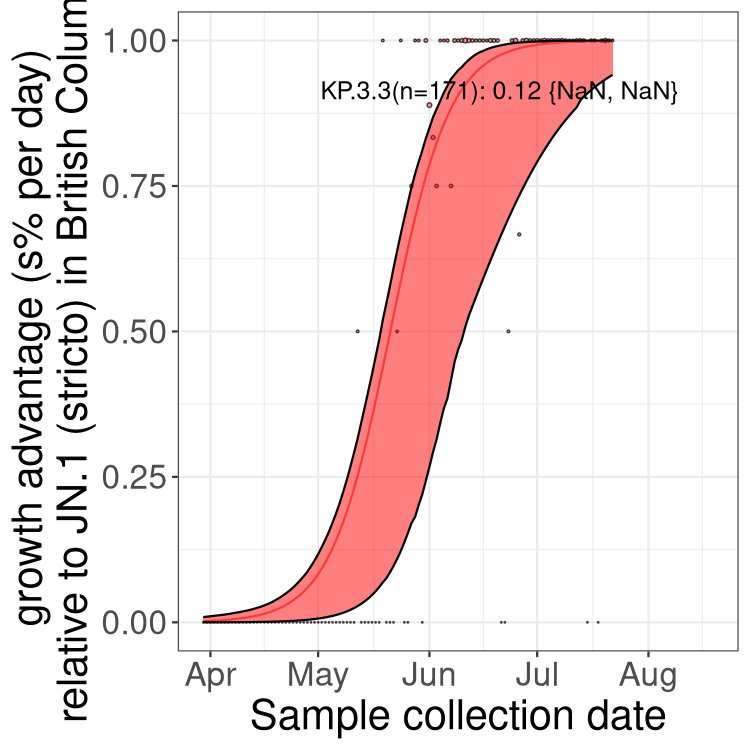 growth advantage (s% per day)
relative to JN.1 (stricto) in British Colum
1.00
0.75
0.50
0.25
0.00
KP.3.3(n=171): 0.12 {NaN, NaN}
Apr May Jun Jul Aug
Sample collection date